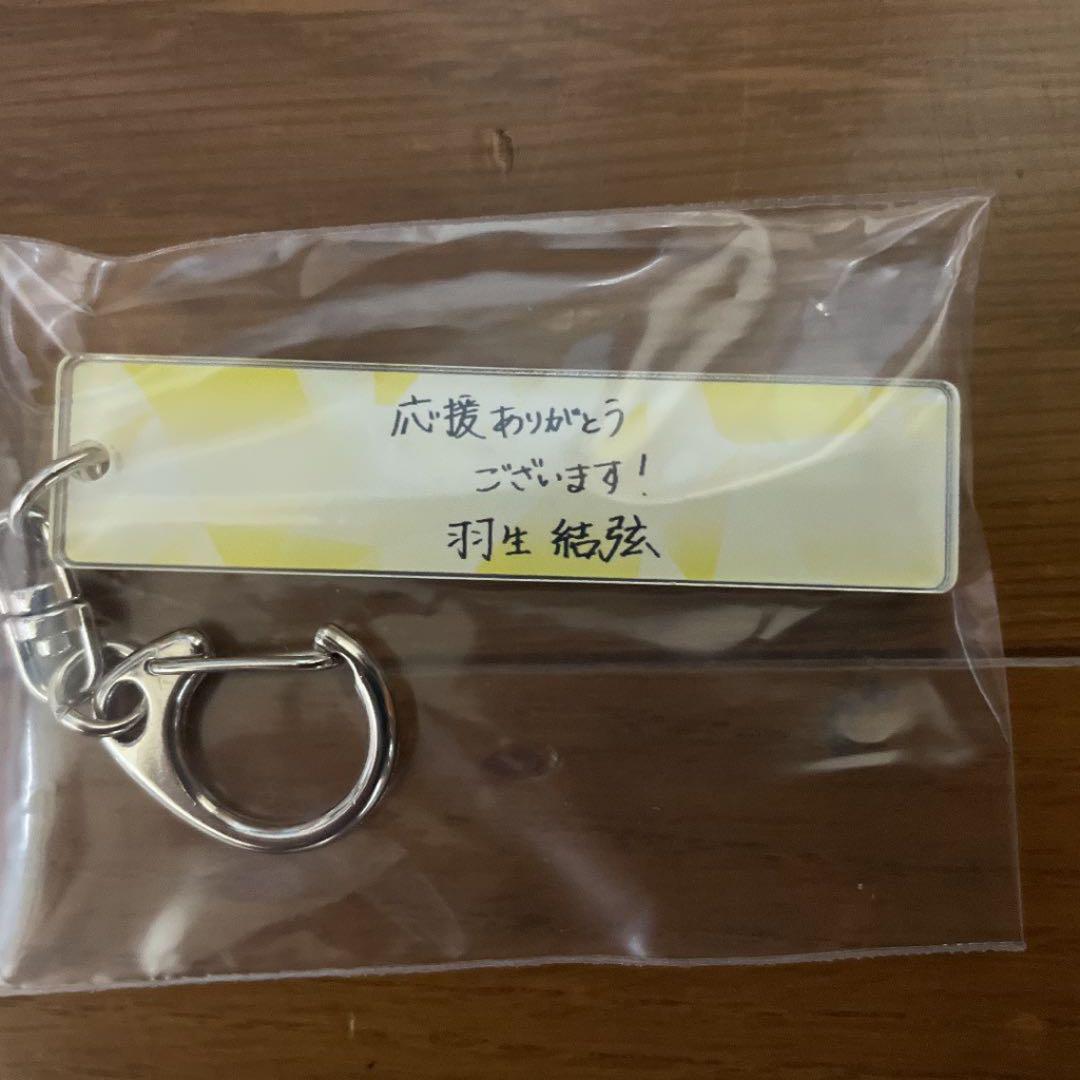 応援ありがとう
ございます!
羽生 結弦